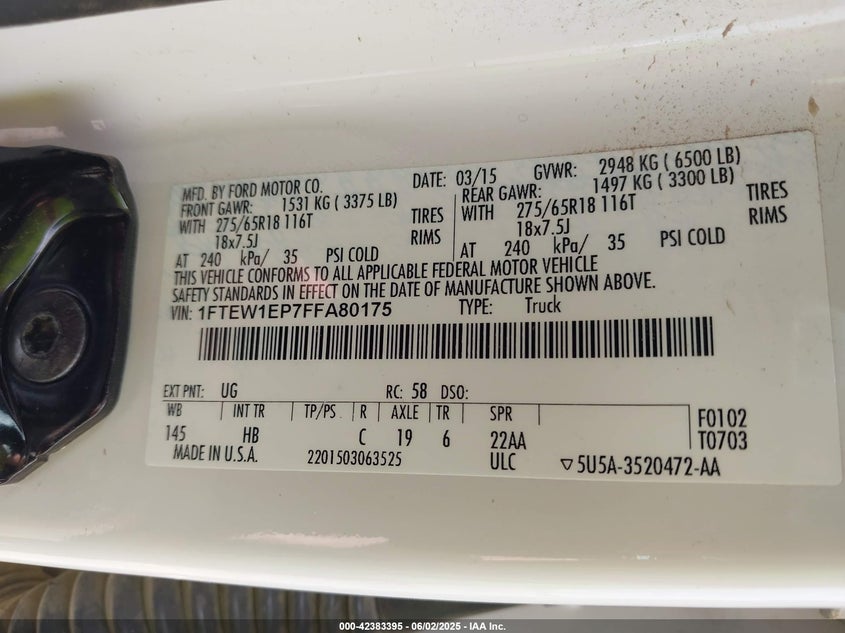 MFD. BY FORD MOTOR CO. DATE: 03/15 GVWR: 2948 KG ( 6500 LB)
FRONT GAWR: 1531 KG ( 3375 LB) REAR GAWR: 1497 KG ( 3300 LB)
WITH 275/65R18 116T TIRES WITH 275/65R18 116T TIRES
18x7.5J RIMS 18x7.5J RIMS
AT 240 kPa/ 35 PSI COLD AT 240 kPa/ 35 PSI COLD
THIS VEHICLE CONFORMS TO ALL APPLICABLE FEDERAL MOTOR VEHICLE
SAFETY STANDARDS IN EFFECT ON THE DATE OF MANUFACTURE SHOWN ABOVE.
VIN: 1FTEW1EP7FFA80175 TYPE: Truck
EXT PNT: UG RC: 58 DSO:
WB INT TR TP/PS R AXLE TR SPR F0102
145 HB C 19 6 22AA T0703
MADE IN U.S.A. 2201503063525 ULC ▽5U5A-3520472-AA
000-42383395 | 06/02/2025 - IAA Inc.